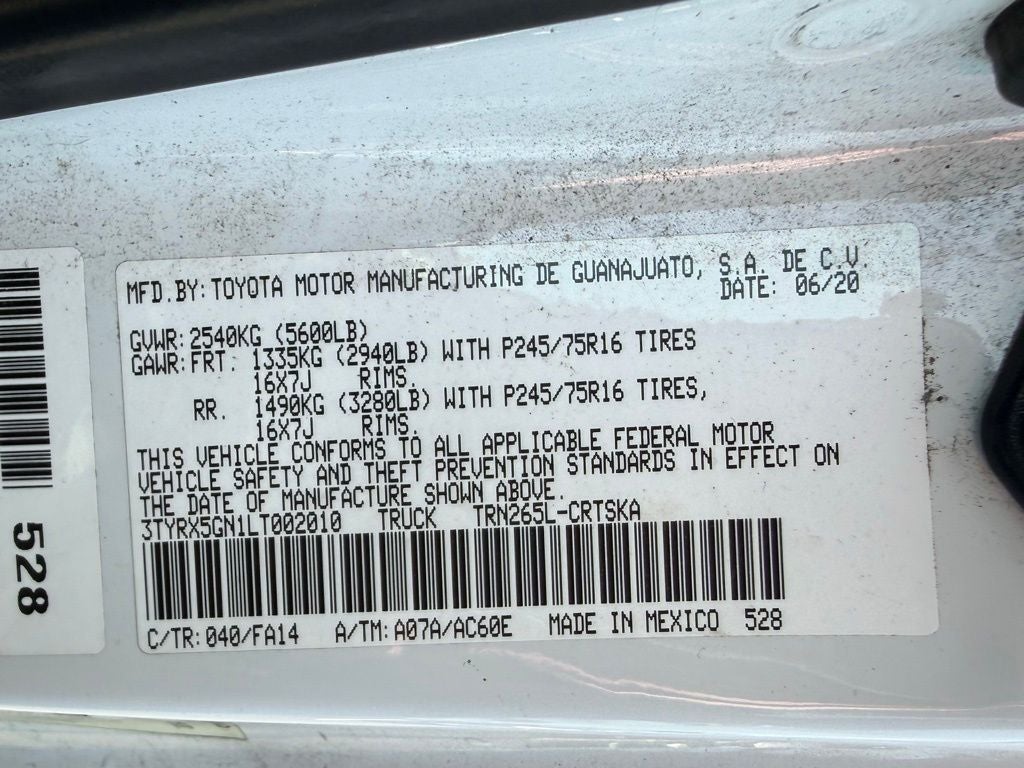 MFD.BY:TOYOTA MOTOR MANUFACTURING DE GUANAJUATO, S.A. DE C.V.
DATE: 06/20
GVWR:2540KG (5600LB)
GAWR:FRT. 1335KG (2940LB) WITH P245/75R16 TIRES
16X7J RIMS.
RR. 1490KG (3280LB) WITH P245/75R16 TIRES,
16X7J RIMS.
THIS VEHICLE CONFORMS TO ALL APPLICABLE FEDERAL MOTOR
VEHICLE SAFETY AND THEFT PREVENTION STANDARDS IN EFFECT ON
THE DATE OF MANUFACTURE SHOWN ABOVE.
3TYRX5GN1LT002010 TRUCK TRN265L-CRTSKA
C/TR:040/FA14 A/TM:A07A/AC60E MADE IN MEXICO 528
528